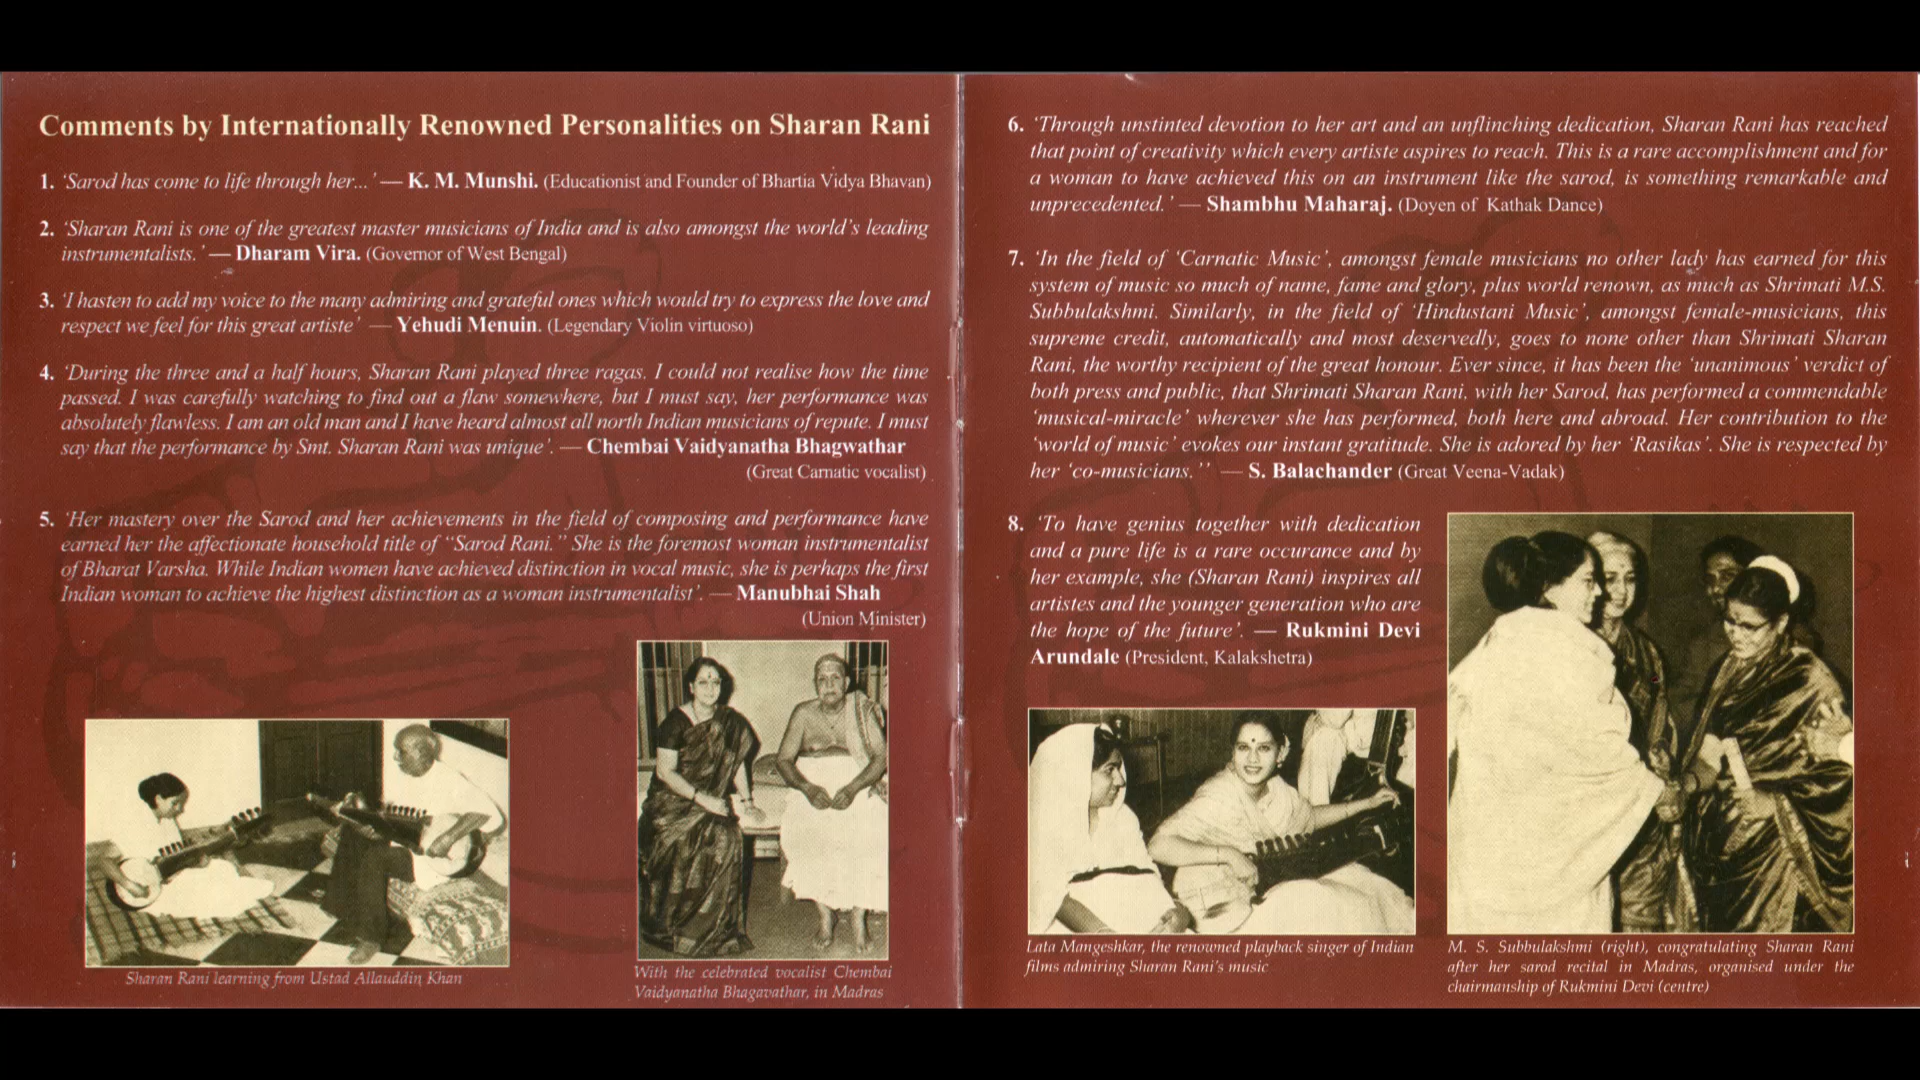 Comments by Internationally Renowned Personalities on Sharan Rani
1. 'Sarod has come to life through her...' — K. M. Munshi. (Educationist and Founder of Bhartia Vidya Bhavan)
2. 'Sharan Rani is one of the greatest master musicians of India and is also amongst the world's leading
instrumentalists.' — Dharam Vira. (Governor of West Bengal)
3. 'I hasten to add my voice to the many admiring and grateful ones which would try to express the love and
respect we feel for this great artiste' — Yehudi Menuin. (Legendary Violin virtuoso)
4. 'During the three and a half hours, Sharan Rani played three ragas. I could not realise how the time
passed. I was carefully watching to find out a flaw somewhere, but I must say, her performance was
absolutely flawless. I am an old man and I have heard almost all north Indian musicians of repute. I must
say that the performance by Smt. Sharan Rani was unique'. — Chembai Vaidyanatha Bhagwathar
(Great Carnatic vocalist)
5. 'Her mastery over the Sarod and her achievements in the field of composing and performance have
earned her the affectionate household title of "Sarod Rani." She is the foremost woman instrumentalist
of Bharat Varsha. While Indian women have achieved distinction in vocal music, she is perhaps the first
Indian woman to achieve the highest distinction as a woman instrumentalist'. — Manubhai Shah
(Union Minister)
Sharan Rani learning from Ustad Allauddin Khan
With the celebrated vocalist Chembai
Vaidyanatha Bhagavathar, in Madras
6. 'Through unstinted devotion to her art and an unflinching dedication, Sharan Rani has reached
that point of creativity which every artiste aspires to reach. This is a rare accomplishment and for
a woman to have achieved this on an instrument like the sarod, is something remarkable and
unprecedented.' — Shambhu Maharaj. (Doyen of Kathak Dance)
7. 'In the field of 'Carnatic Music', amongst female musicians no other lady has earned for this
system of music so much of name, fame and glory, plus world renown, as much as Shrimati M.S.
Subbulakshmi. Similarly, in the field of 'Hindustani Music', amongst female-musicians, this
supreme credit, automatically and most deservedly, goes to none other than Shrimati Sharan
Rani, the worthy recipient of the great honour. Ever since, it has been the 'unanimous' verdict of
both press and public, that Shrimati Sharan Rani, with her Sarod, has performed a commendable
'musical-miracle' wherever she has performed, both here and abroad. Her contribution to the
'world of music' evokes our instant gratitude. She is adored by her 'Rasikas'. She is respected by
her 'co-musicians.'' — S. Balachander (Great Veena-Vadak)
8. 'To have genius together with dedication
and a pure life is a rare occurance and by
her example, she (Sharan Rani) inspires all
artistes and the younger generation who are
the hope of the future'. — Rukmini Devi
Arundale (President, Kalakshetra)
Lata Mangeshkar, the renowned playback singer of Indian
films admiring Sharan Rani's music
M. S. Subbulakshmi (right), congratulating Sharan Rani
after her sarod recital in Madras, organised under the
chairmanship of Rukmini Devi (centre)